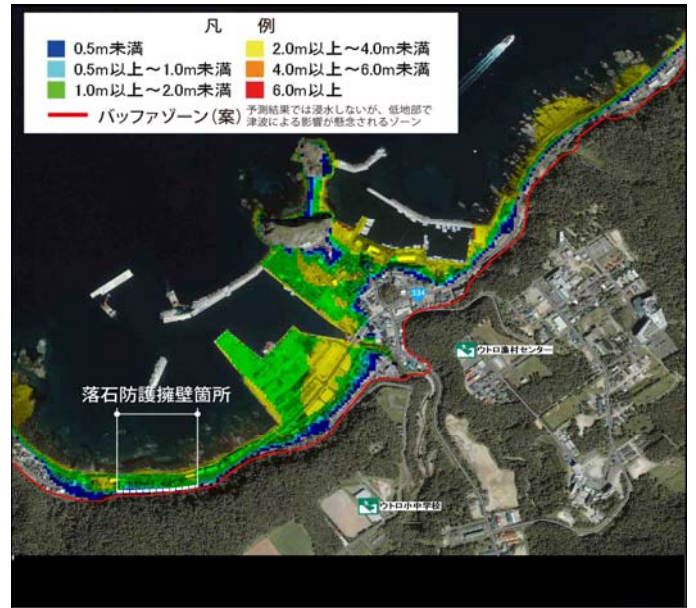 凡 例
0.5m未満
2.0m以上～4.0m未満
0.5m以上～1.0m未満
4.0m以上～6.0m未満
1.0m以上～2.0m未満
6.0m以上
バッファゾーン(案)
予測結果では浸水しないが、低地部で
津波による影響が懸念されるゾーン
334
ウトロ漁村センター
落石防護擁壁箇所
ウトロ小中学校